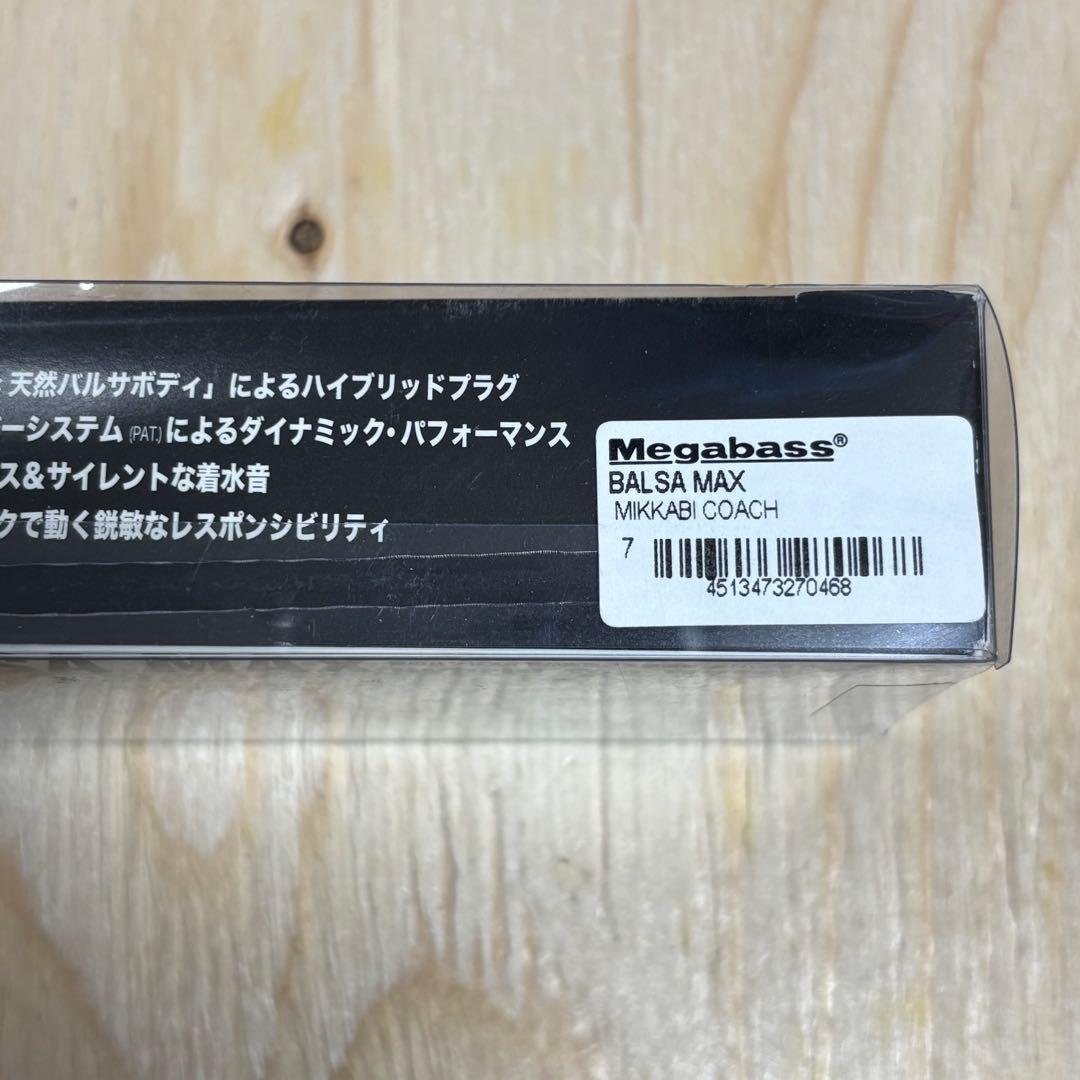 天然バルサボディ」によるハイブリッドプラグ
ーシステム (PAT.) によるダイナミック・パフォーマンス
ス&サイレントな着水音
クで動く鋭敏なレスポンシビリティ
Megabass®
BALSA MAX
MIKKABI COACH
7
4513473270468